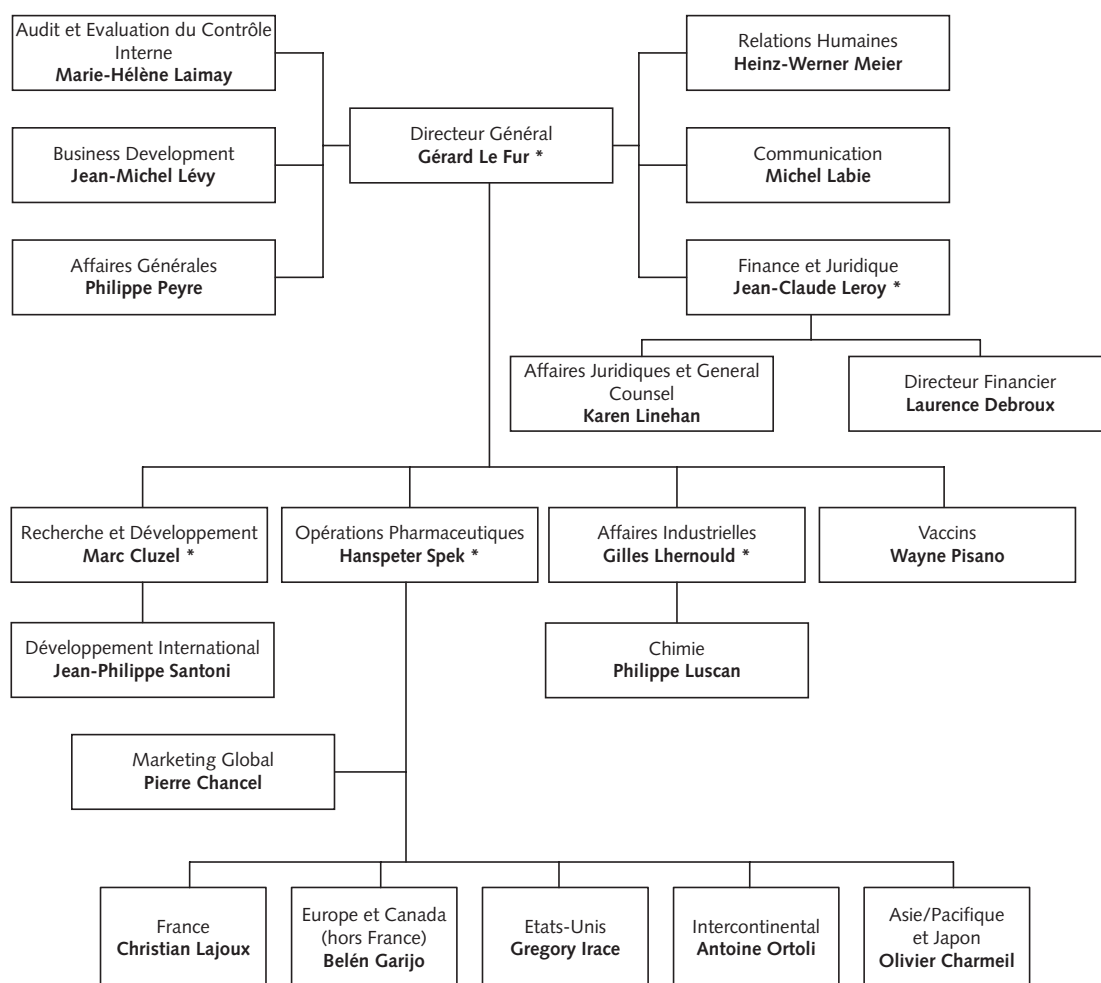 Audit et Evaluation du Contrôle
Interne
Marie-Hélène Laimay
Relations Humaines
Heinz-Werner Meier
Directeur Général
Gérard Le Fur *
Business Development
Jean-Michel Lévy
Communication
Michel Labie
Affaires Générales
Philippe Peyre
Finance et Juridique
Jean-Claude Leroy *
Affaires Juridiques et General
Counsel
Karen Linehan
Directeur Financier
Laurence Debroux
Recherche et Développement
Marc Cluzel *
Opérations Pharmaceutiques
Hanspeter Spek *
Affaires Industrielles
Gilles Lhernould *
Vaccins
Wayne Pisano
Développement International
Jean-Philippe Santoni
Chimie
Philippe Luscan
Marketing Global
Pierre Chancel
France
Christian Lajoux
Europe et Canada
(hors France)
Belén Garijo
Etats-Unis
Gregory Irace
Intercontinental
Antoine Ortoli
Asie/Pacifique
et Japon
Olivier Charmeil